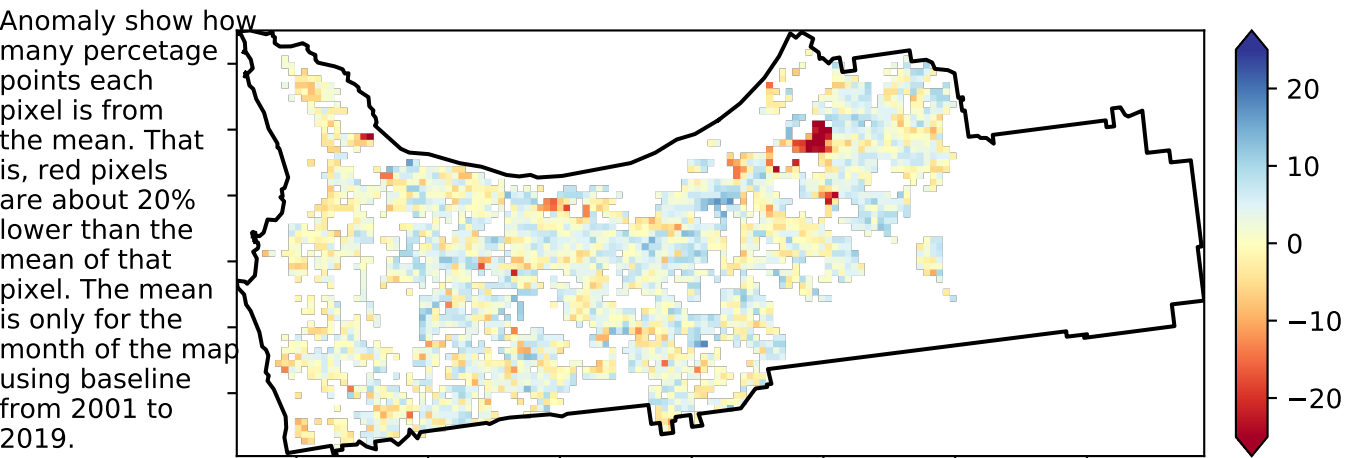 Anomaly show how
many percetage
points each
pixel is from
the mean. That
is, red pixels
are about 20%
lower than the
mean of that
pixel. The mean
is only for the
month of the map
using baseline
from 2001 to
2019.
20
10
0
−10
−20